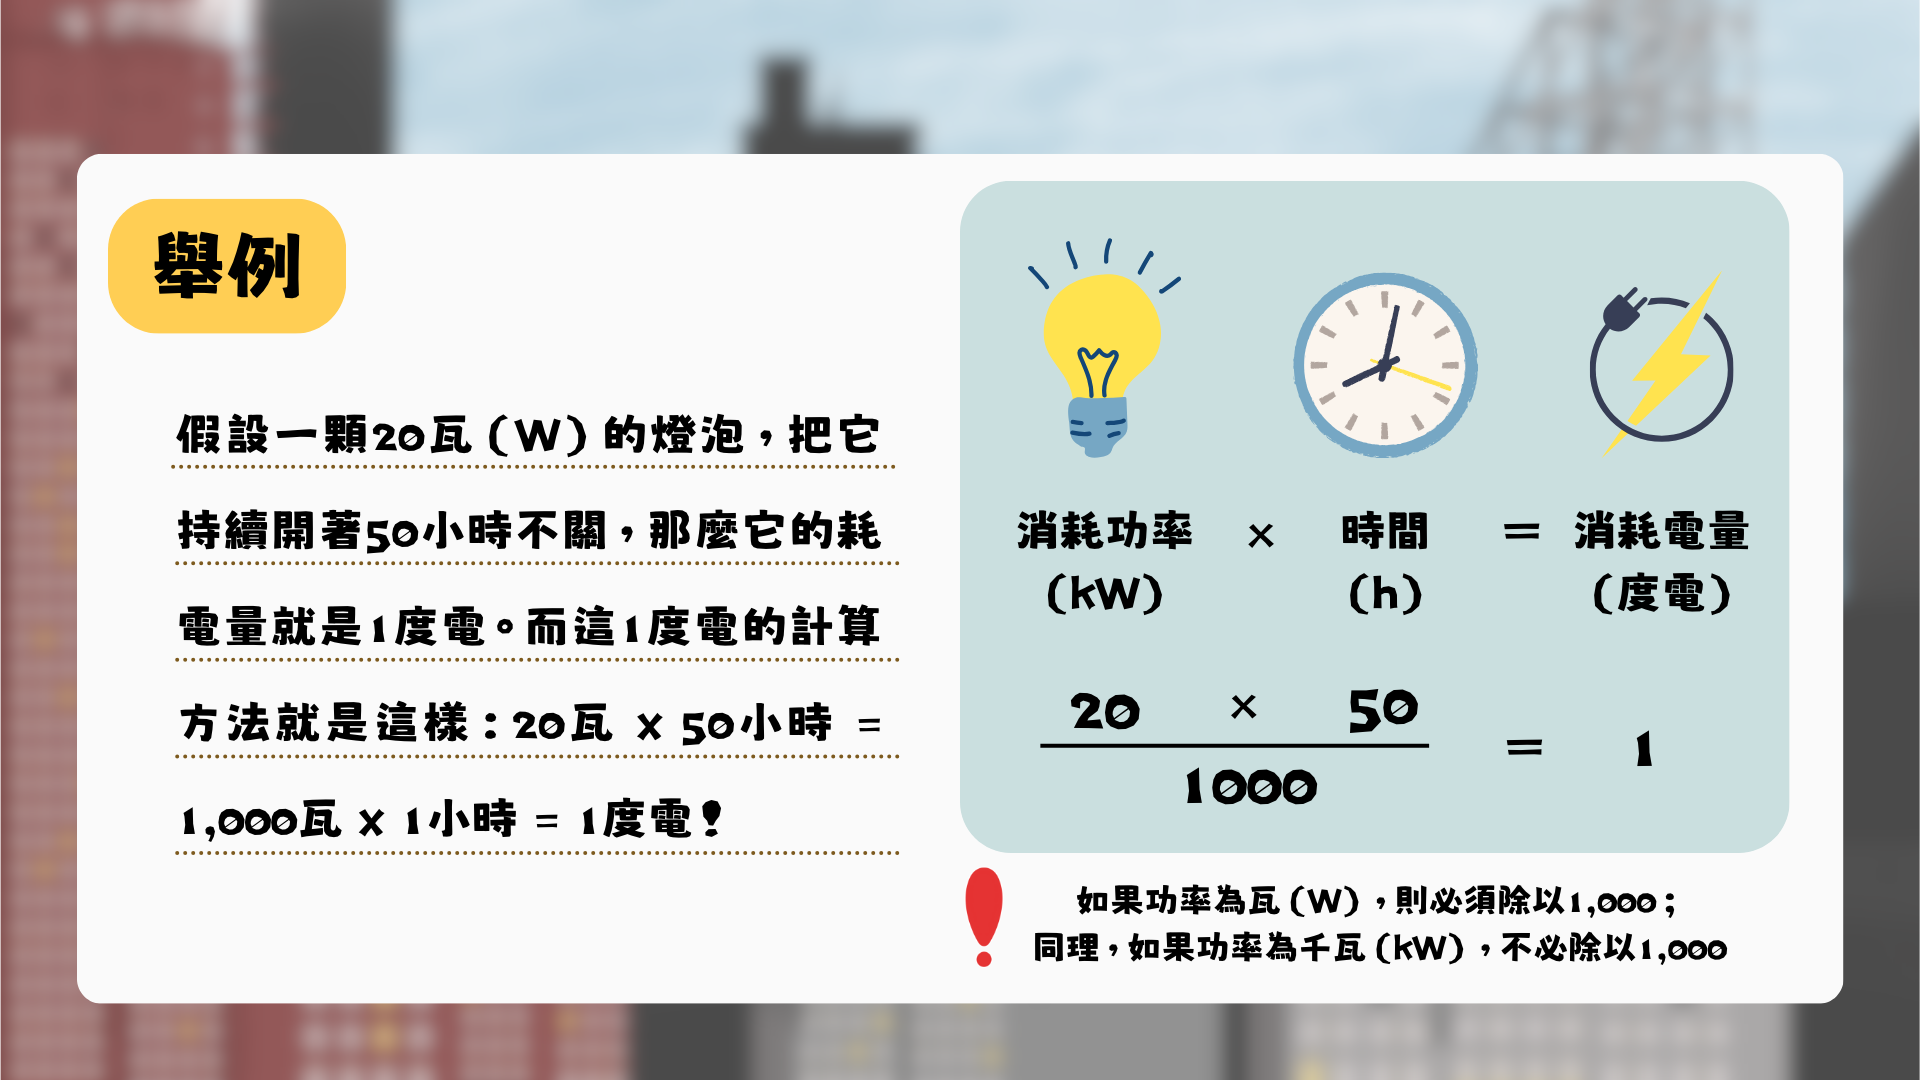 舉例
假設一顆20瓦（W）的燈泡，把它
持續開著50小時不關，那麼它的耗
電量就是1度電。而這1度電的計算
方法就是這樣：20瓦 x 50小時 =
1,000瓦 x 1小時 = 1度電！
消耗功率 × 時間 = 消耗電量
(kW) (h) (度電)
20 × 50
= 1
1000
如果功率為瓦（W），則必須除以1,000；
同理，如果功率為千瓦（kW），不必除以1,000